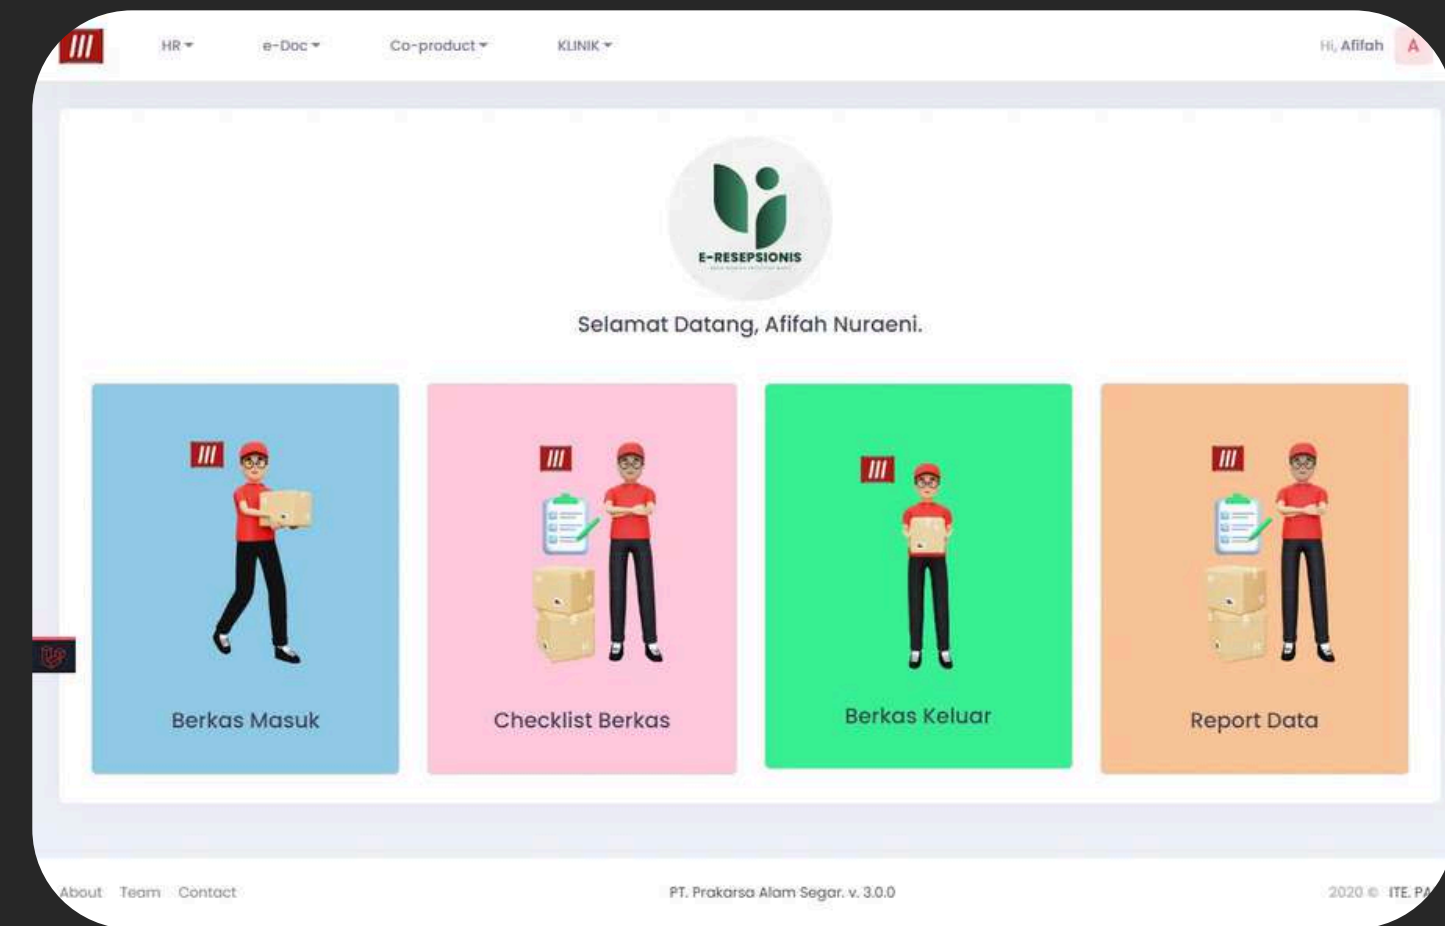 HR
e-Doc
Co-product
KLINIK
Hi, Afifah
A
E-RESEPSIONIS
Selamat Datang, Afifah Nuraeni.
Berkas Masuk
Checklist Berkas
Berkas Keluar
Report Data
About Team Contact
PT. Prakarsa Alam Segar. v. 3.0.0
2020 © ITE. PA